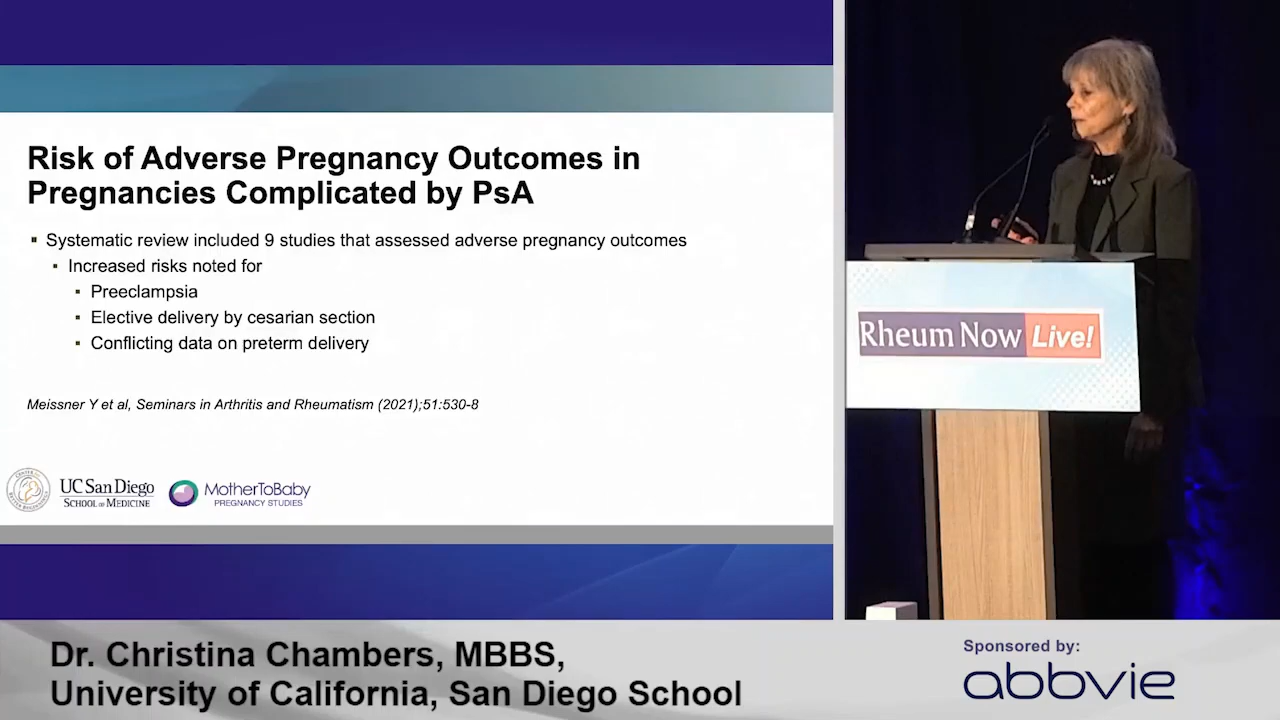 Risk of Adverse Pregnancy Outcomes in
Pregnancies Complicated by PsA
▪ Systematic review included 9 studies that assessed adverse pregnancy outcomes
▪ Increased risks noted for
▪ Preeclampsia
▪ Elective delivery by cesarian section
▪ Conflicting data on preterm delivery
Meissner Y et al, Seminars in Arthritis and Rheumatism (2021);51:530-8
UC San Diego
SCHOOL OF MEDICINE
MotherToBaby
PREGNANCY STUDIES
Rheum Now Live!
Dr. Christina Chambers, MBBS,
University of California, San Diego School
Sponsored by:
abbvie